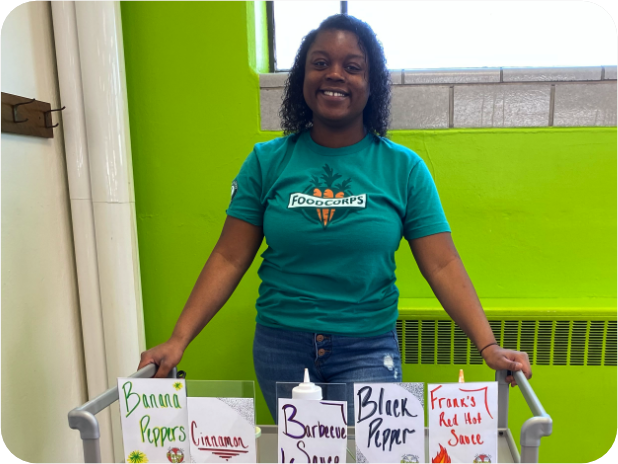 FOODCORPS
Banana
Peppers
Cinnamon
Barbecue
Sauce
Black
Pepper
Frank's
Red Hot
Sauce